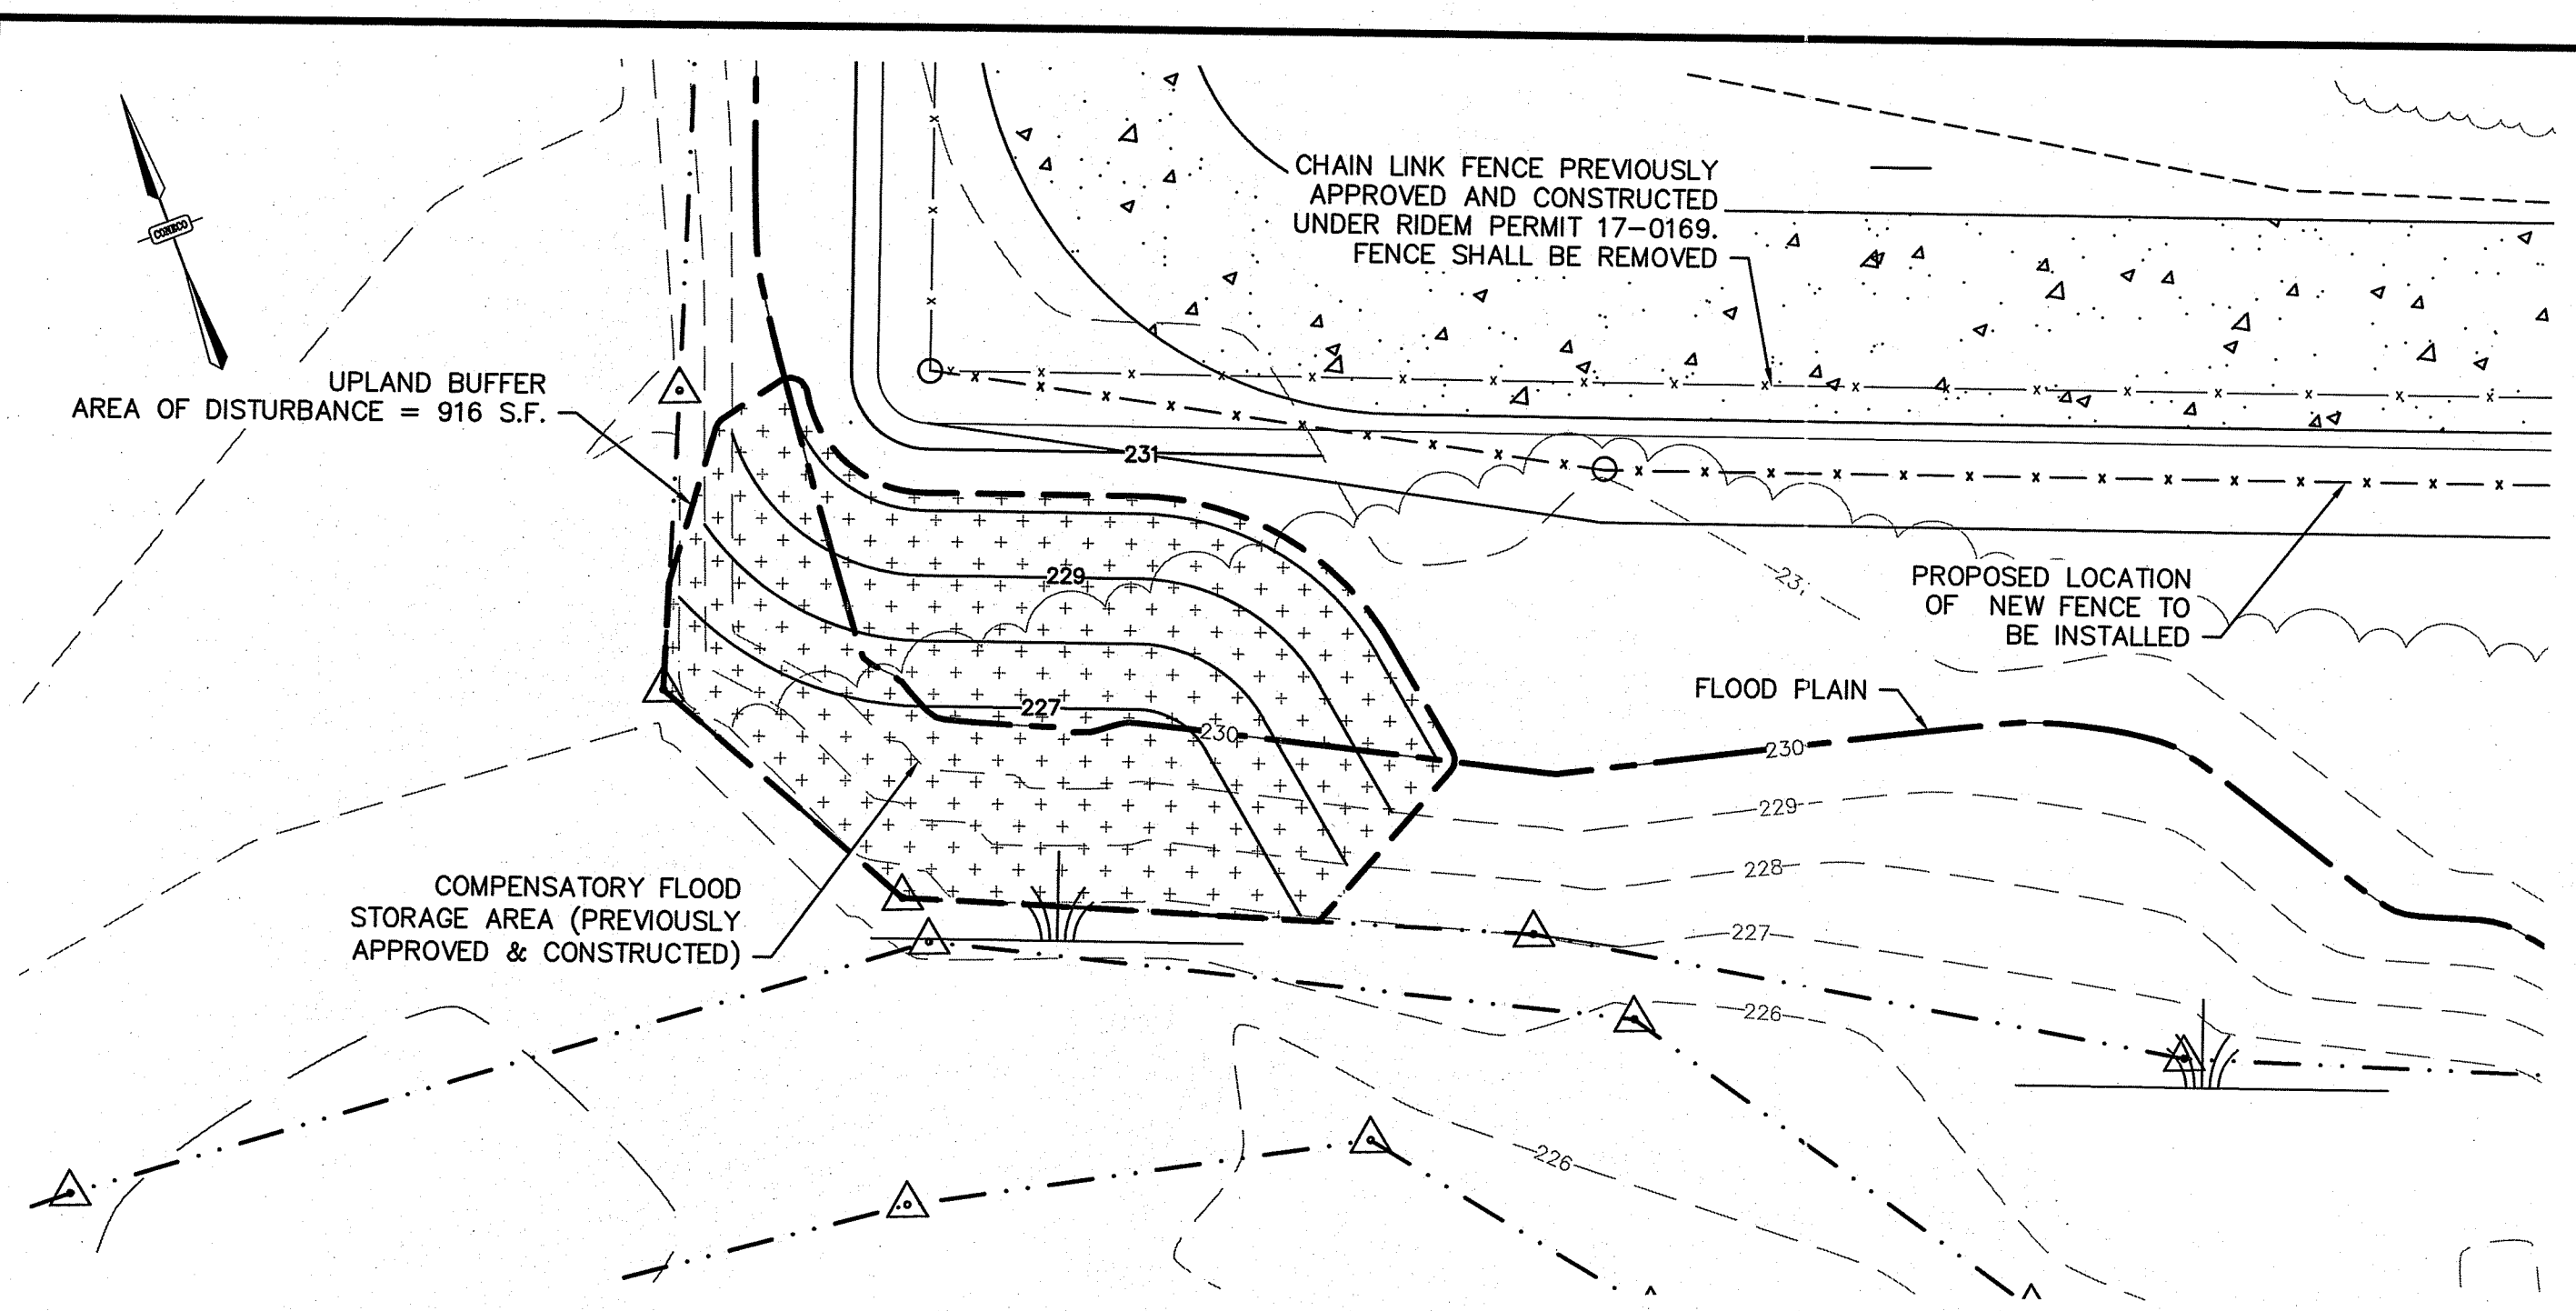 CHAIN LINK FENCE PREVIOUSLY
APPROVED AND CONSTRUCTED
UNDER RIDEM PERMIT 17-0169.
FENCE SHALL BE REMOVED
CONECO
UPLAND BUFFER
AREA OF DISTURBANCE = 916 S.F.
231
229
231
PROPOSED LOCATION
OF NEW FENCE TO
BE INSTALLED
FLOOD PLAIN
227
230
230
229
228
COMPENSATORY FLOOD
STORAGE AREA (PREVIOUSLY
APPROVED & CONSTRUCTED)
227
226
226